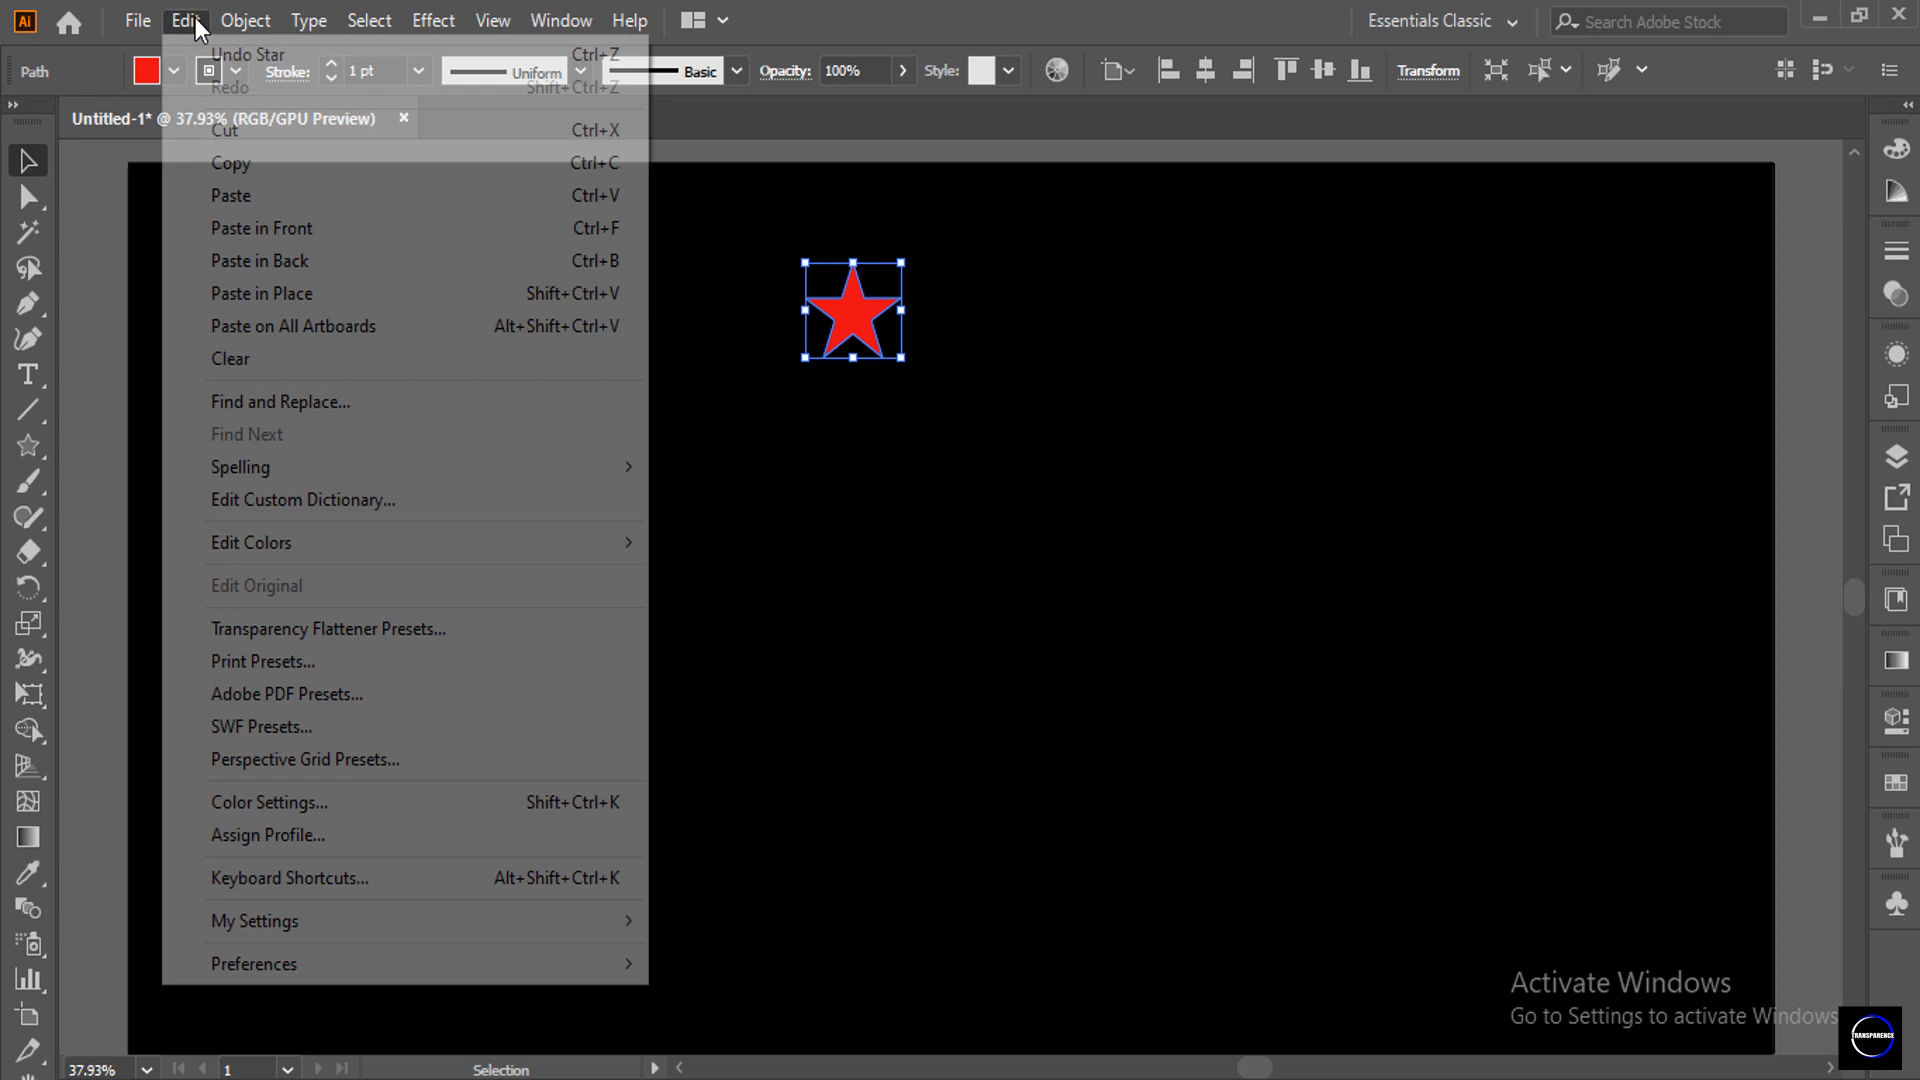 Ai File Edit Object Type Select Effect View Window Help Essentials Classic Search Adobe Stock
Path Stroke: 1 pt Uniform Basic Opacity: 100% Style: Transform
Untitled-1* @ 37.93% (RGB/GPU Preview) ×
Undo Star Ctrl+Z
Redo Shift+Ctrl+Z
Cut Ctrl+X
Copy Ctrl+C
Paste Ctrl+V
Paste in Front Ctrl+F
Paste in Back Ctrl+B
Paste in Place Shift+Ctrl+V
Paste on All Artboards Alt+Shift+Ctrl+V
Clear
Find and Replace...
Find Next
Spelling
Edit Custom Dictionary...
Edit Colors
Edit Original
Transparency Flattener Presets...
Print Presets...
Adobe PDF Presets...
SWF Presets...
Perspective Grid Presets...
Color Settings... Shift+Ctrl+K
Assign Profile...
Keyboard Shortcuts... Alt+Shift+Ctrl+K
My Settings
Preferences
Activate Windows
Go to Settings to activate Windows
TRANSPARENCE
37.93% 1 Selection